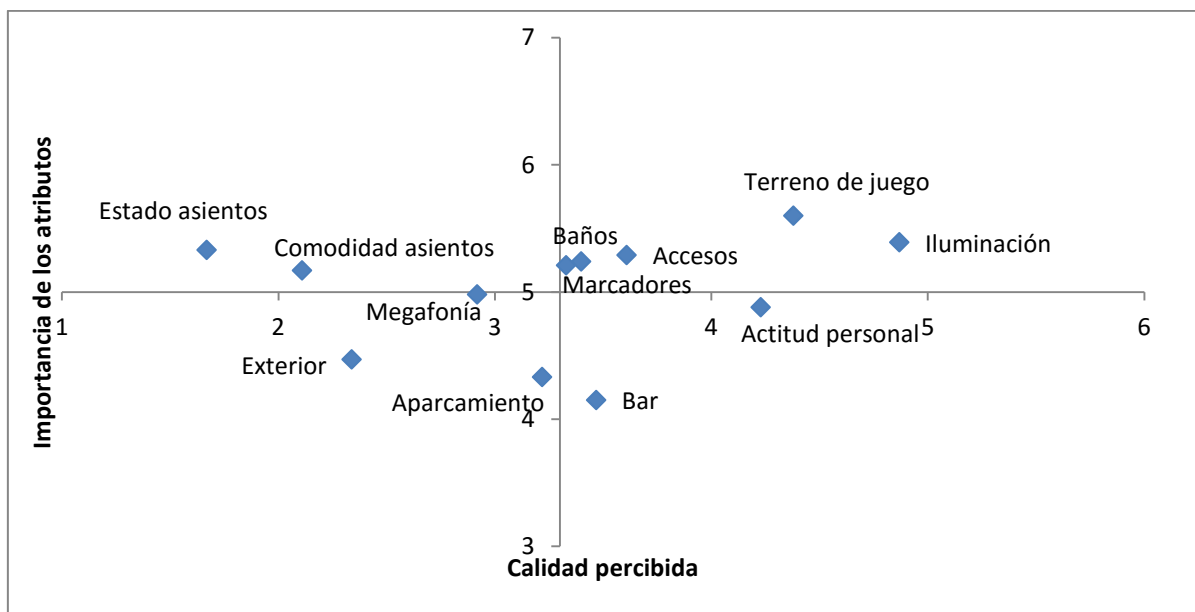 7
6
5
4
3
1
2
3
4
5
6
Importancia de los atributos
Calidad percibida
Estado asientos
Comodidad asientos
Megafonía
Exterior
Aparcamiento
Bar
Baños
Marcadores
Accesos
Terreno de juego
Iluminación
Actitud personal